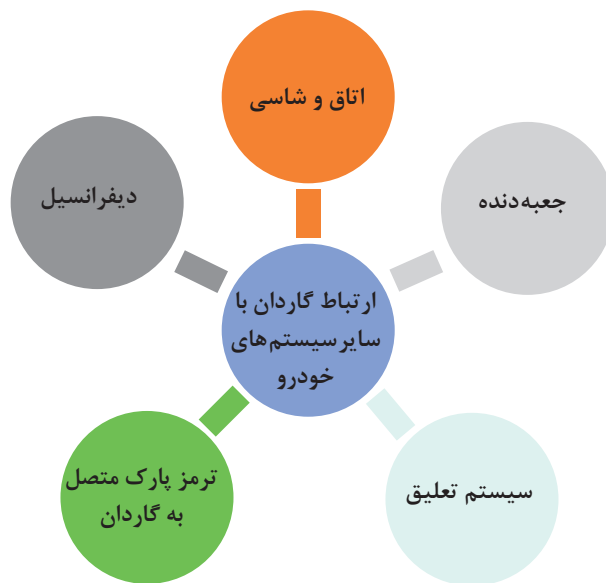 اتاق و شاسی
جعبه‌دنده
دیفرانسیل
ارتباط گاردان با
سایرسیستم‌های
خودرو
سیستم تعلیق
ترمز پارک متصل
به گاردان